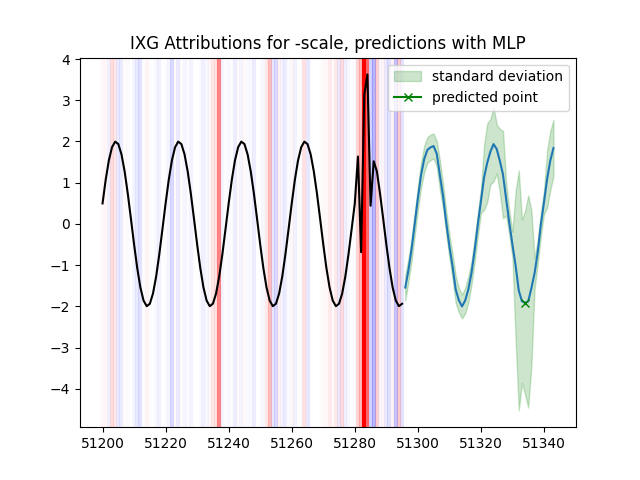 IXG Attributions for -scale, predictions with MLP
standard deviation
predicted point
4
3
2
1
0
−1
−2
−3
−4
51200 51220 51240 51260 51280 51300 51320 51340